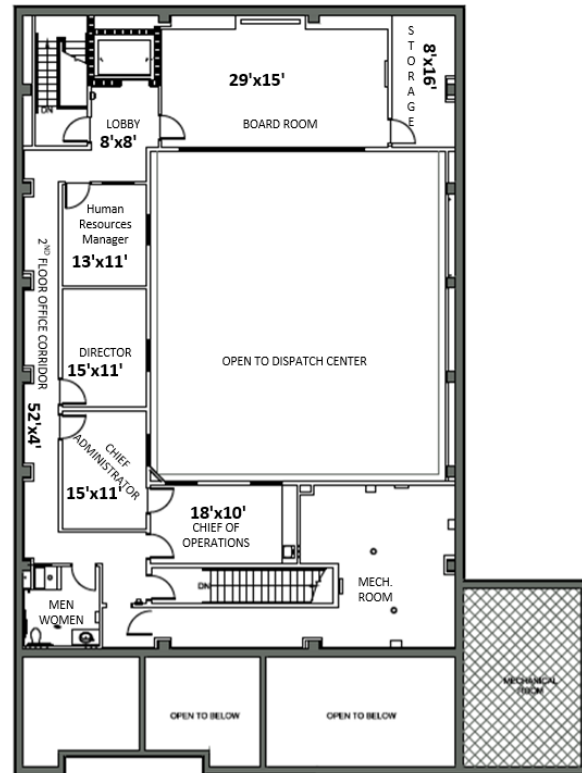 STORAGE
8'x16'
29'x15'
BOARD ROOM
DN
LOBBY
8'x8'
Human
Resources
Manager
13'x11'
2ND FLOOR OFFICE CORRIDOR
52'x4'
DIRECTOR
15'x11'
OPEN TO DISPATCH CENTER
CHIEF
ADMINISTRATOR
15'x11'
18'x10'
CHIEF OF
OPERATIONS
DN
MECH.
ROOM
MEN
WOMEN
MECHANICAL
ROOM
OPEN TO BELOW
OPEN TO BELOW